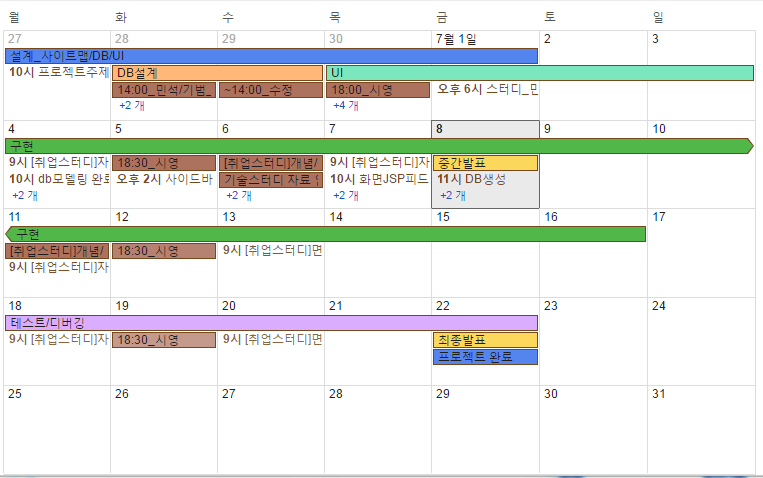 월 화 수 목 금 토 일
27 28 29 30 7월 1일 2 3
설계_사이트맵/DB/UI
10시 프로젝트주제 DB설계 UI
14:00_민석/기범_ ~14:00_수정 18:00_시영 오후 6시 스터디_민
+2 개 +4 개
4 5 6 7 8 9 10
구현
9시 [취업스터디]자 18:30_시영 [취업스터디]개념/ 9시 [취업스터디]자 중간발표
10시 db모델링 완료 오후 2시 사이드바 기술스터디 자료 10시 화면JSP피드 11시 DB생성
+2 개 +2 개 +2 개 +2 개
11 12 13 14 15 16 17
구현
[취업스터디]개념/ 18:30_시영 9시 [취업스터디]면
9시 [취업스터디]자
18 19 20 21 22 23 24
테스트/디버깅
9시 [취업스터디]자 18:30_시영 9시 [취업스터디]면 최종발표
프로젝트 완료
25 26 27 28 29 30 31